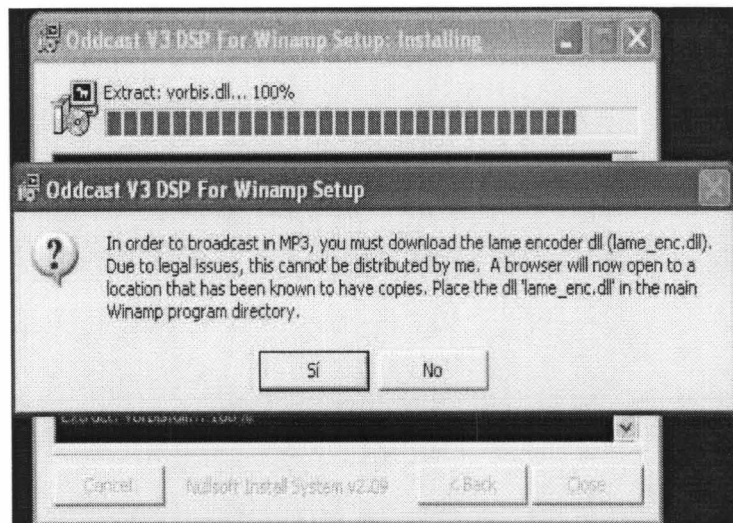 Oddcast V3 DSP For Winamp Setup: Installing
Extract: vorbis.dll... 100%
Oddcast V3 DSP For Winamp Setup
In order to broadcast in MP3, you must download the lame encoder dll (lame_enc.dll).
Due to legal issues, this cannot be distributed by me. A browser will now open to a
location that has been known to have copies. Place the dll 'lame_enc.dll' in the main
Winamp program directory.
Sí
No
Extract: vorbis.dll... 100%
Cancel
Nullsoft Install System v2.09
< Back
Close